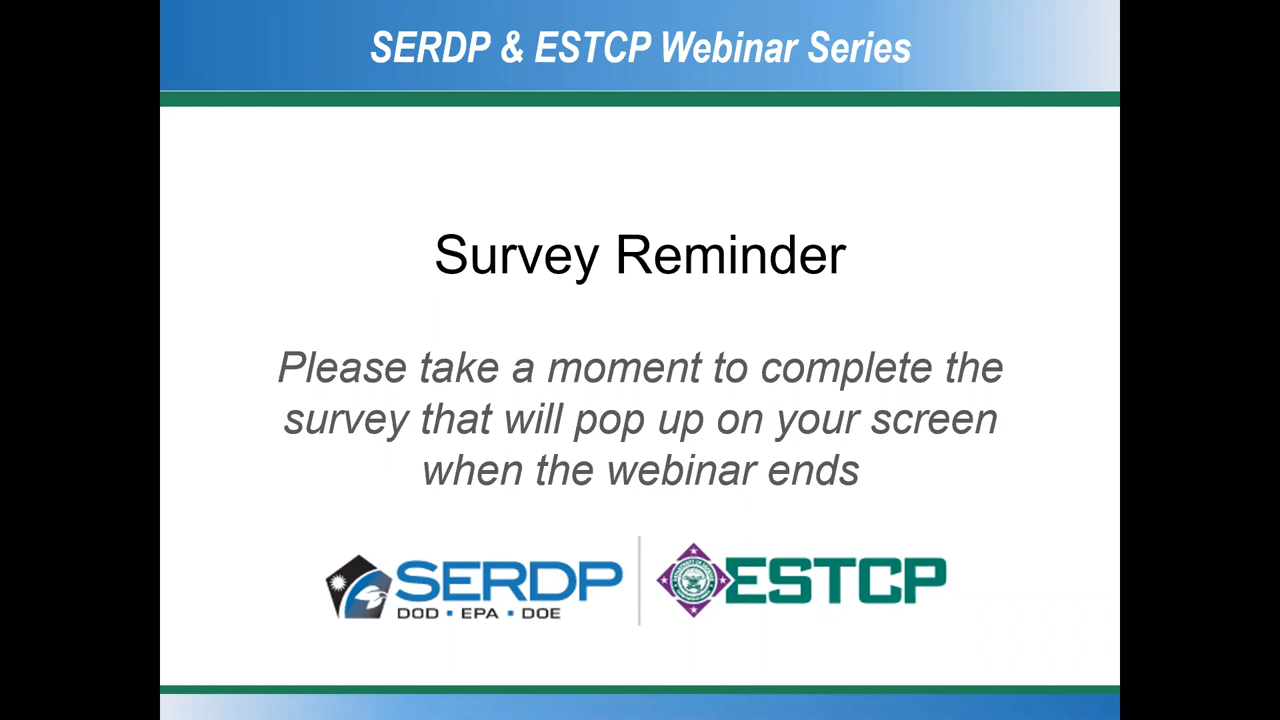 SERDP & ESTCP Webinar Series
Survey Reminder
Please take a moment to complete the
survey that will pop up on your screen
when the webinar ends
SERDP
DOD • EPA • DOE
ESTCP